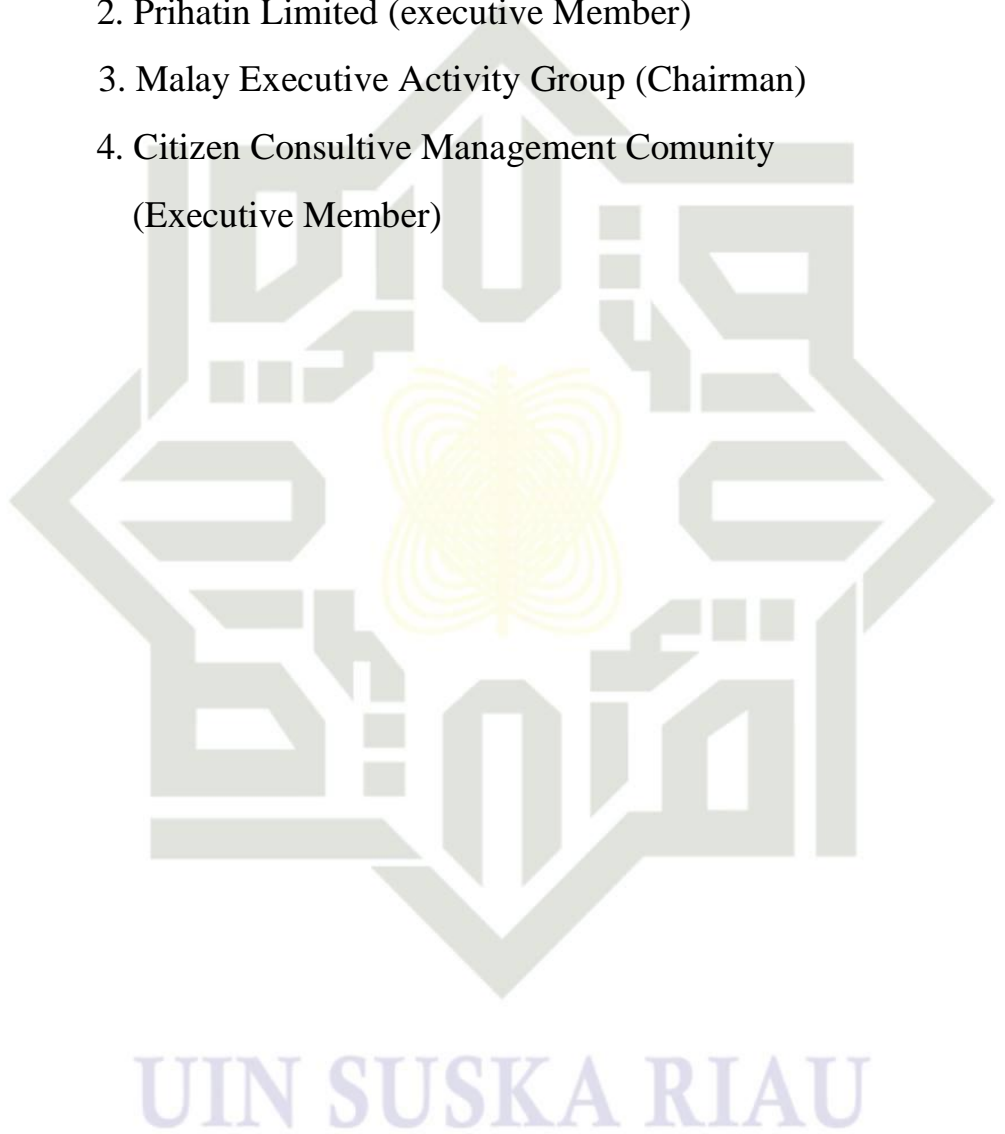 2. Prihatin Limited (executive Member)
3. Malay Executive Activity Group (Chairman)
4. Citizen Consultive Management Comunity
(Executive Member)
UIN SUSKA RIAU